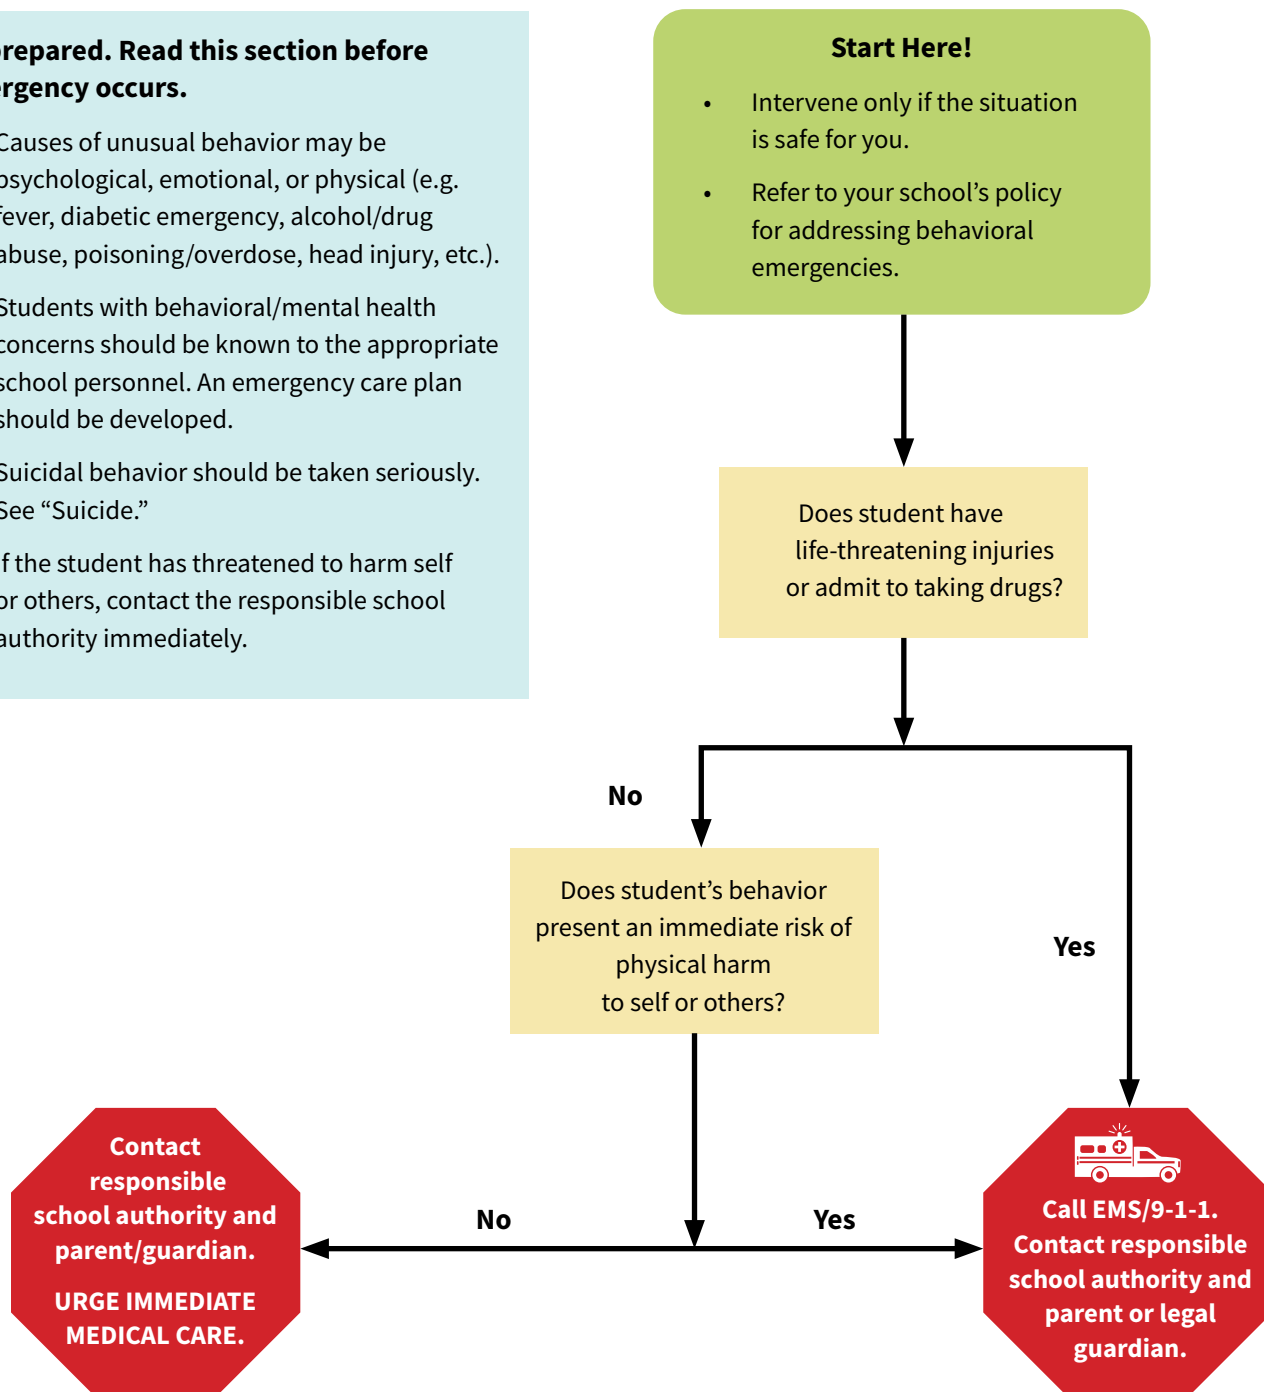 prepared. Read this section before
ergency occurs.
Causes of unusual behavior may be
psychological, emotional, or physical (e.g.
fever, diabetic emergency, alcohol/drug
abuse, poisoning/overdose, head injury, etc.).
Students with behavioral/mental health
concerns should be known to the appropriate
school personnel. An emergency care plan
should be developed.
Suicidal behavior should be taken seriously.
See “Suicide.”
If the student has threatened to harm self
or others, contact the responsible school
authority immediately.
Start Here!
• Intervene only if the situation
is safe for you.
• Refer to your school’s policy
for addressing behavioral
emergencies.
Does student have
life-threatening injuries
or admit to taking drugs?
No
Yes
Does student’s behavior
present an immediate risk of
physical harm
to self or others?
No
Yes
Contact
responsible
school authority and
parent/guardian.
URGE IMMEDIATE
MEDICAL CARE.
Call EMS/9-1-1.
Contact responsible
school authority and
parent or legal
guardian.